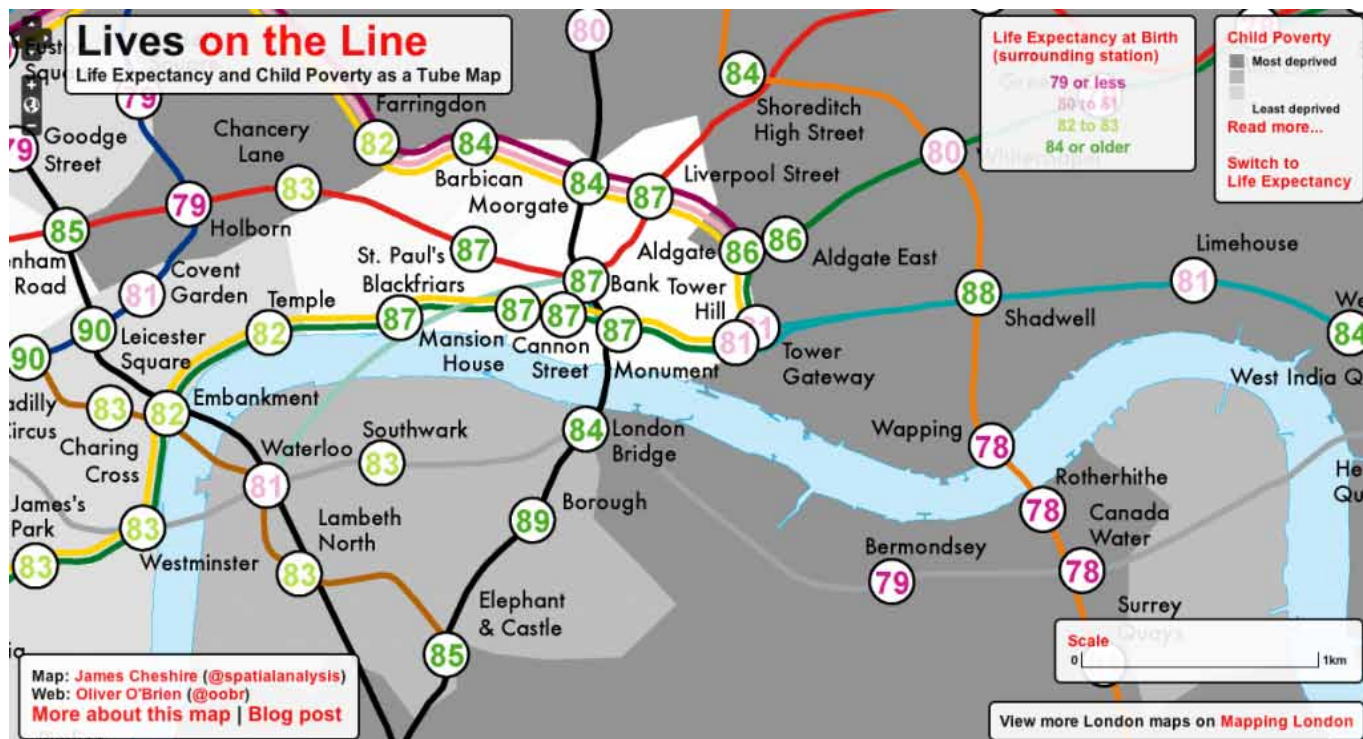 Lives on the Line
Life Expectancy and Child Poverty as a Tube Map
Life Expectancy at Birth
(surrounding station)
79 or less
80 to 81
82 to 83
84 or older
Child Poverty
Most deprived
Least deprived
Read more...
Switch to
Life Expectancy
80
79
Farringdon
82
84
Barbican
Chancery
Lane
83
79
Goodge
Street
84
Shoreditch
High Street
80
Moorgate
84
Liverpool Street
87
79
Holborn
85
Road
Covent
Garden
81
St. Paul's
87
Blackfriars
87
Bank
87
Aldgate
86
86
Aldgate East
Limehouse
81
Tower
Hill
81
Tower
Gateway
88
Shadwell
84
West India Q
Temple
82
90
Leicester
Square
90
Mansion
House
87
Cannon
Street
87
Monument
87
Embankment
82
83
Charing
Cross
Circus
Waterloo
81
Southwark
83
84
London
Bridge
Wapping
78
Rotherhithe
78
Canada
Water
78
James's
Park
83
83
Westminster
Lambeth
North
83
89
Borough
Bermondsey
79
Elephant
& Castle
85
Surrey
Quays
Scale
0
1km
Map: James Cheshire (@spatialanalysis)
Web: Oliver O'Brien (@oobr)
More about this map | Blog post
View more London maps on Mapping London